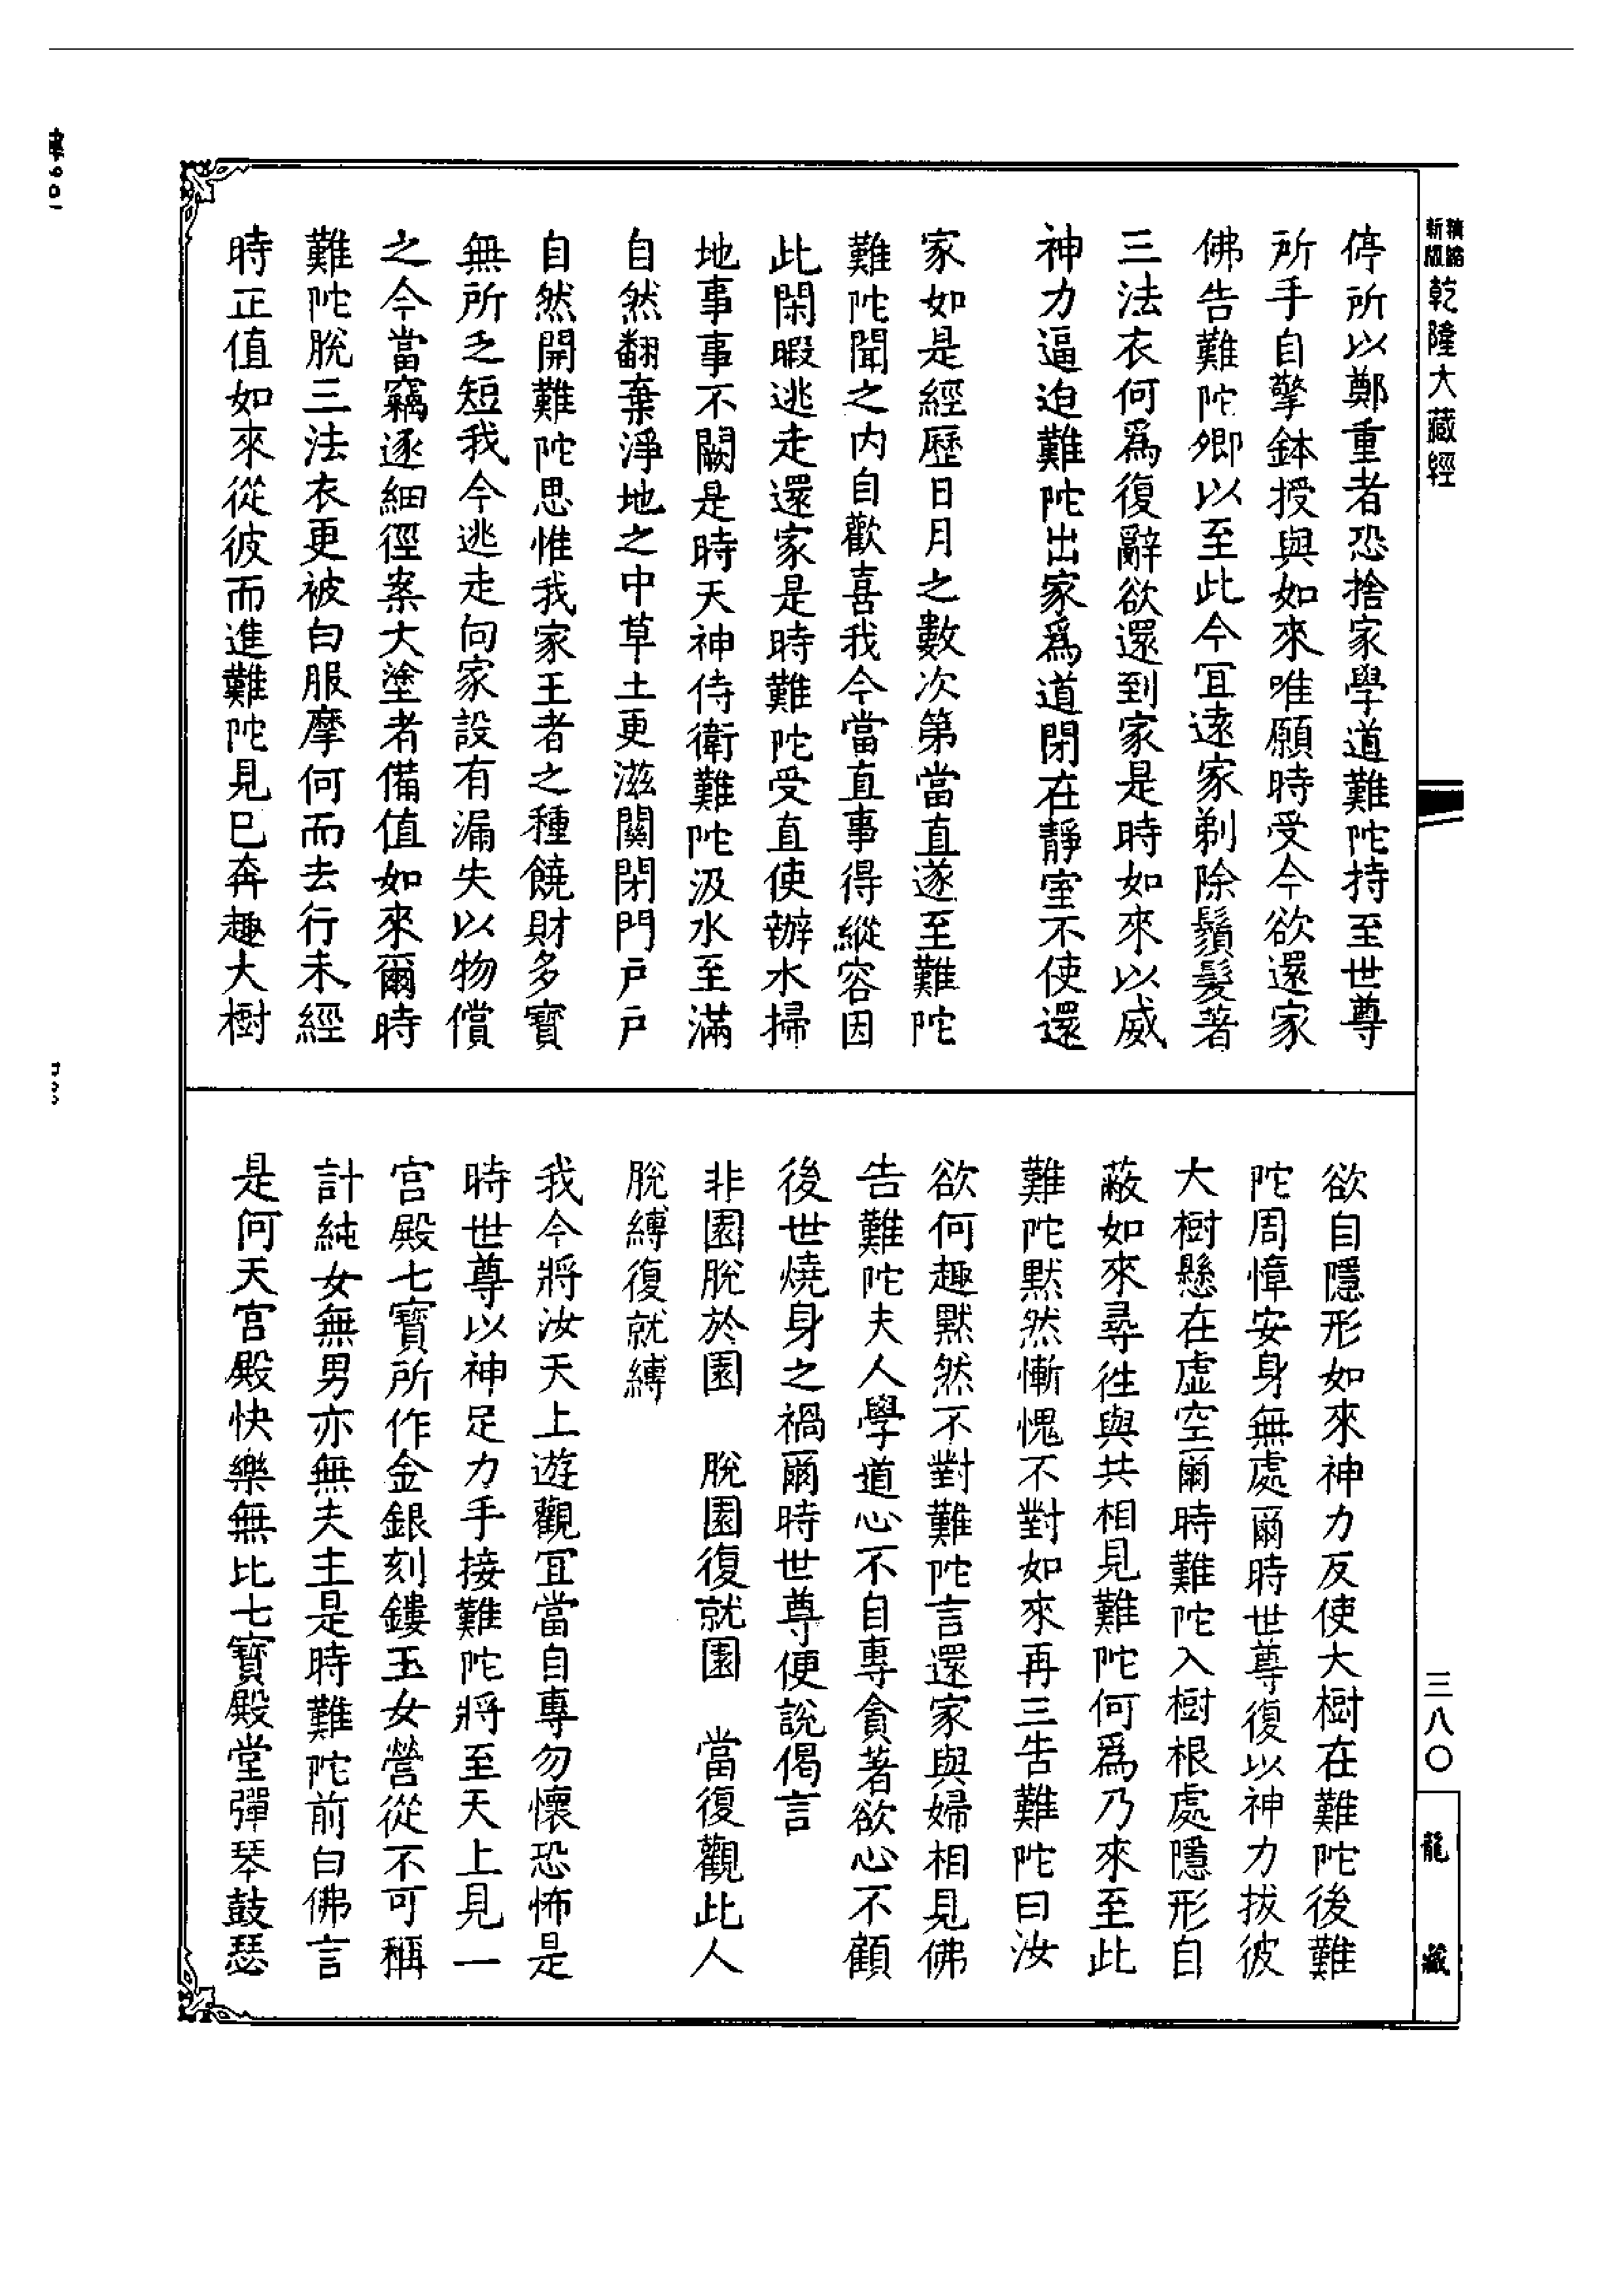 新版
乾隆大藏經
停所以鄭重者恐捨家學道難陀持至世尊
所手自擎鉢授與如來唯願時受今欲還家
佛告難陀卿以至此今宜遠家剃除鬚髮著
三法衣何爲復辭欲還到家是時如來以威
神力逼迫難陀出家爲道閉在靜室不使還
家如是經歷日月之數次第當直遂至難陀
難陀聞之内自歡喜我今當直事得縱容因
此閑暇逃走還家是時難陀受直使辦水掃
地事事不闕是時天神侍衛難陀汲水至滿
自然翻棄淨地之中草土更滋關閉門戶戶
自然開難陀思惟我家王者之種饒財多寶
無所乏短我今逃走向家設有漏失以物償
之今當竊逐細徑案大塗者備值如來爾時
難陀脫三法衣更被白服摩何而去行未經
時正值如來從彼而進難陀見已奔趣大樹
欲自隱形如來神力反使大樹在難陀後難
陀周慞安身無處爾時世尊復以神力拔彼
大樹懸在虛空爾時難陀入樹根處隱形自
蔽如來尋往與共相見難陀何爲乃來至此
難陀默然慚愧不對如來再三告難陀曰汝
欲何趣默然不對難陀言還家與婦相見佛
告難陀夫人學道心不自專貪著欲心不顧
後世燒身之禍爾時世尊便說偈言
非園脫於園　脫園復就園　當復觀此人
脫縛復就縛
我今將汝天上遊觀宜當自專勿懷恐怖是
時世尊以神足力手接難陀將至天上見一
宮殿七寶所作金銀刻鏤玉女營從不可稱
計純女無男亦無夫主是時難陀前白佛言
是何天宮殿快樂無比七寶殿堂彈琴鼓瑟
三八〇
龍藏